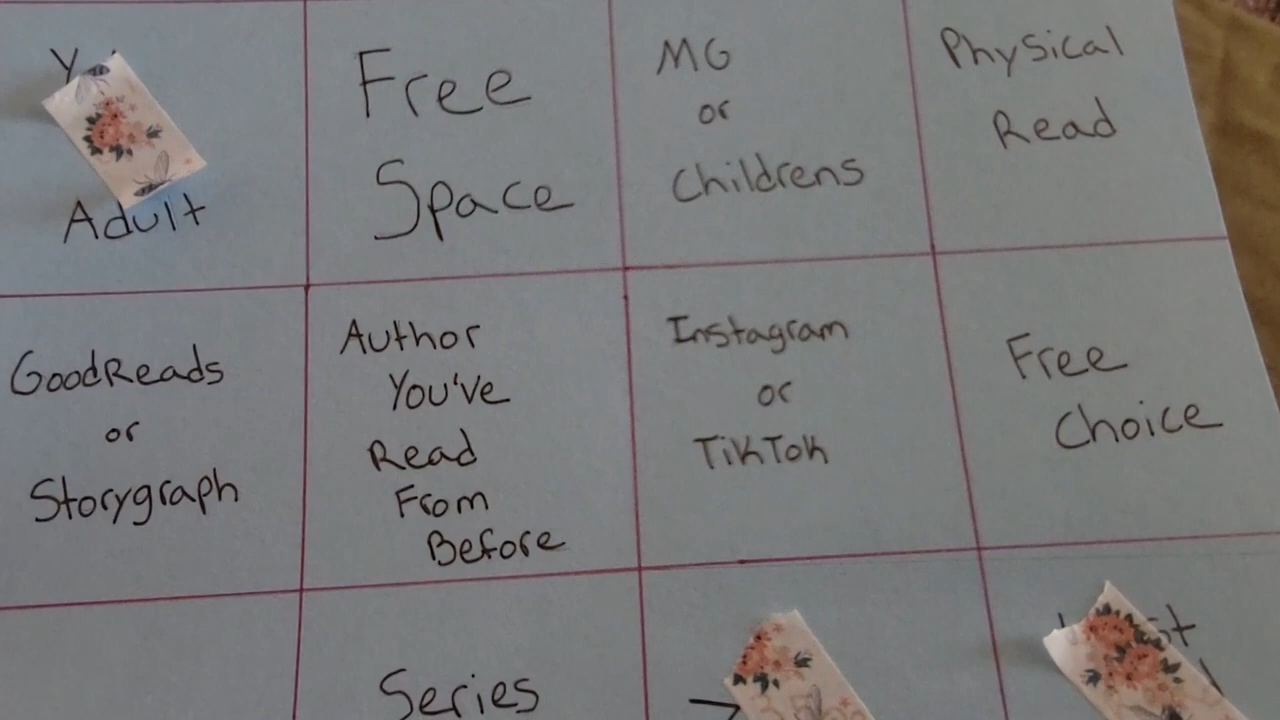 Adult
Free
Space
MG
or
Childrens
Physical
Read
GoodReads
or
Storygraph
Author
You've
Read
From
Before
Instagram
or
TikTok
Free
Choice
Series